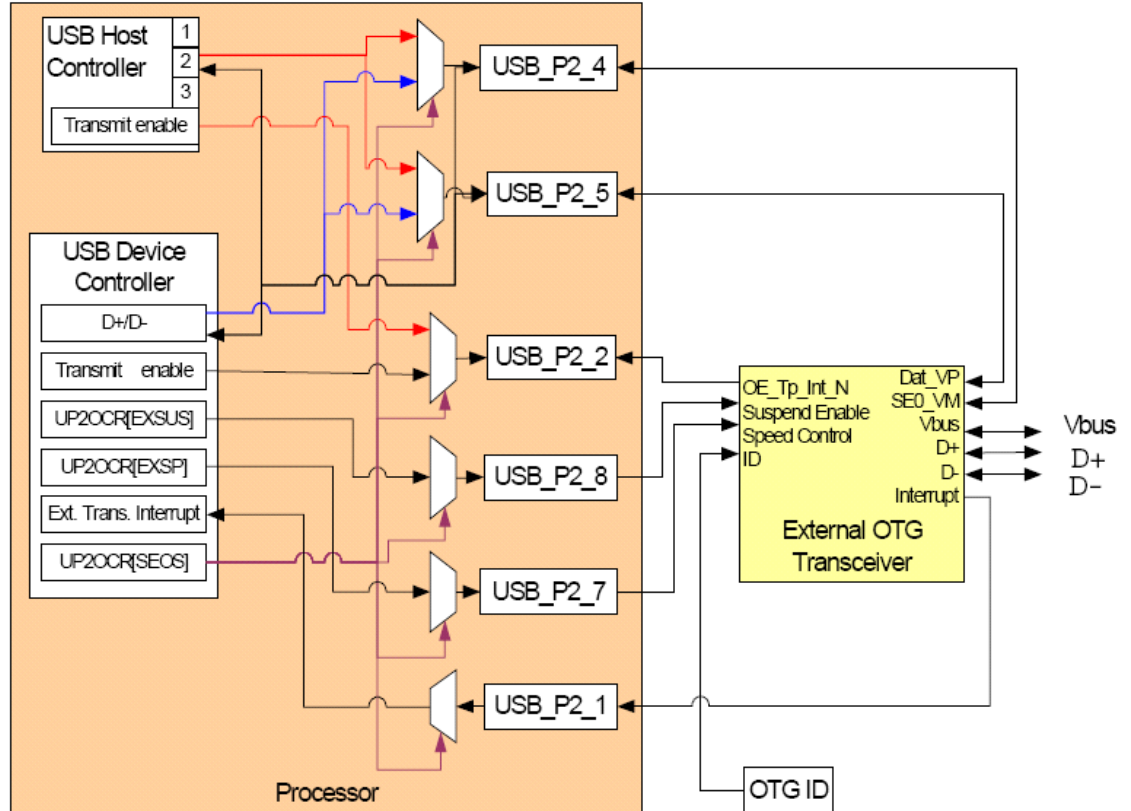 USB Host
Controller
1
2
3
Transmit enable
USB_P2_4
USB_P2_5
USB Device
Controller
D+/D-
Transmit enable
UP2OCR[EXSUS]
UP2OCR[EXSP]
Ext. Trans. Interrupt
UP2OCR[SEOS]
USB_P2_2
USB_P2_8
USB_P2_7
USB_P2_1
Processor
OE_Tp_Int_N
Suspend Enable
Speed Control
ID
Dat_VP
SE0_VM
Vbus
D+
D-
Interrupt
External OTG
Transceiver
Vbus
D+
D-
OTG ID